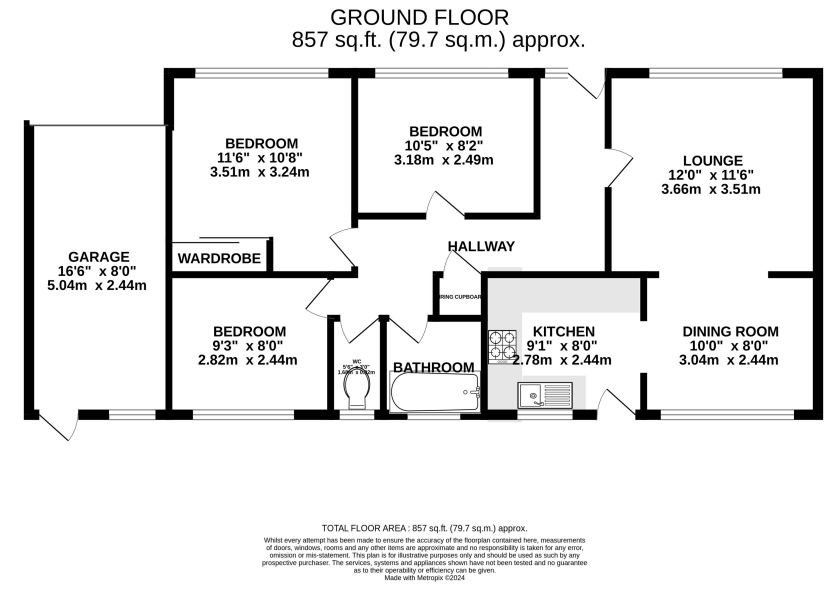 GROUND FLOOR
857 sq.ft. (79.7 sq.m.) approx.
BEDROOM
11'6" x 10'8"
3.51m x 3.24m
BEDROOM
10'5" x 8'2"
3.18m x 2.49m
LOUNGE
12'0" x 11'6"
3.66m x 3.51m
GARAGE
16'6" x 8'0"
5.04m x 2.44m
WARDROBE
HALLWAY
RING CUPBOAR
BEDROOM
9'3" x 8'0"
2.82m x 2.44m
WC
BATHROOM
KITCHEN
9'1" x 8'0"
2.78m x 2.44m
DINING ROOM
10'0" x 8'0"
3.04m x 2.44m
TOTAL FLOOR AREA : 857 sq.ft. (79.7 sq.m.) approx.
Whilst every attempt has been made to ensure the accuracy of the floorplan contained here, measurements
of doors, windows, rooms and any other items are approximate and no responsibility is taken for any error,
omission or mis-statement. This plan is for illustrative purposes only and should be used as such by any
prospective purchaser. The services, systems and appliances shown have not been tested and no guarantee
as to their operability or efficiency can be given.
Made with Metropix ©2024